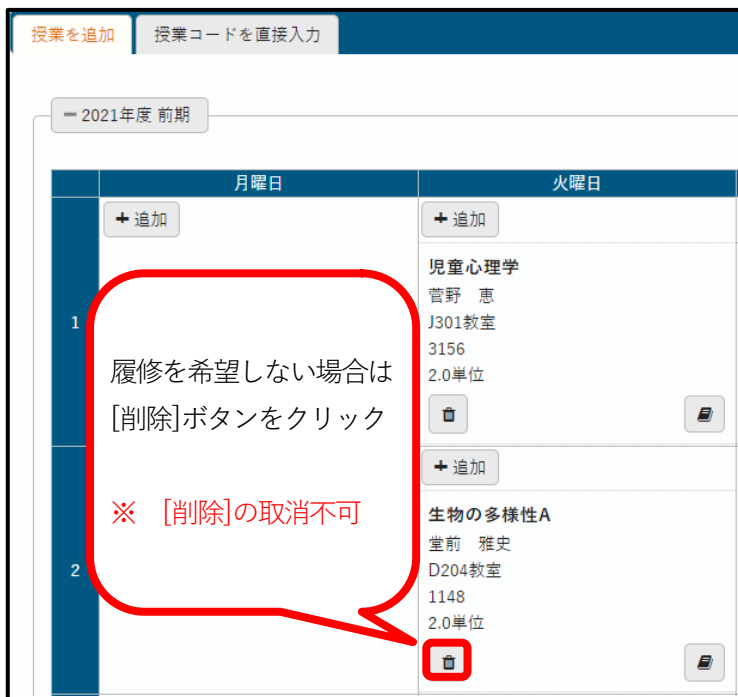 授業を追加
授業コードを直接入力
2021年度 前期
月曜日
火曜日
1
追加
追加
児童心理学
菅野 恵
J301教室
3156
2.0単位
履修を希望しない場合は
[削除]ボタンをクリック
※ [削除]の取消不可
2
追加
生物の多様性A
堂前 雅史
D204教室
1148
2.0単位